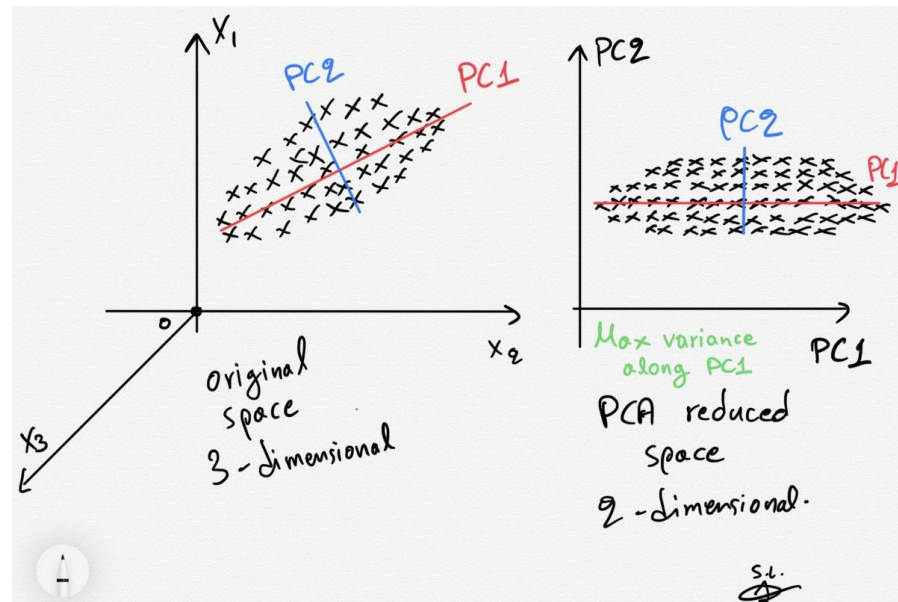 X1
PC2
PC1
0
X2
X3
original
space
3-dimensional
PC2
PC2
PC1
PC1
Max variance
along PC1
PCA reduced
space
2-dimensional.
s.l.